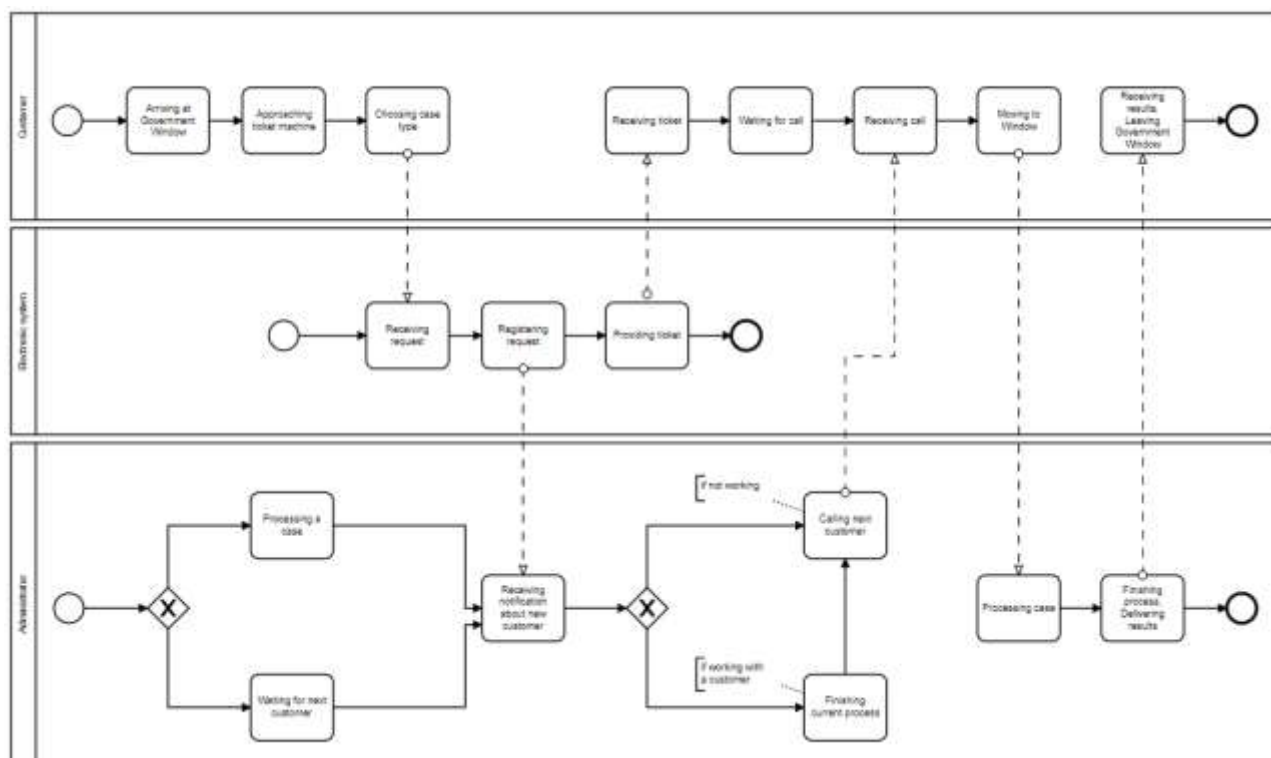 Customer
Arriving at
Government
Window
Approaching
ticket machine
Choosing case
type
Receiving ticket
Waiting for call
Receiving call
Moving to
Window
Receiving
results.
Leaving
Government
Window
Electronic system
Receiving
request
Registering
request
Providing ticket
Administrator
Processing a
case
Waiting for next
customer
Receiving
notification
about new
customer
If not working
Calling next
customer
If working with
a customer
Finishing
current process
Processing case
Finishing
process.
Delivering
results